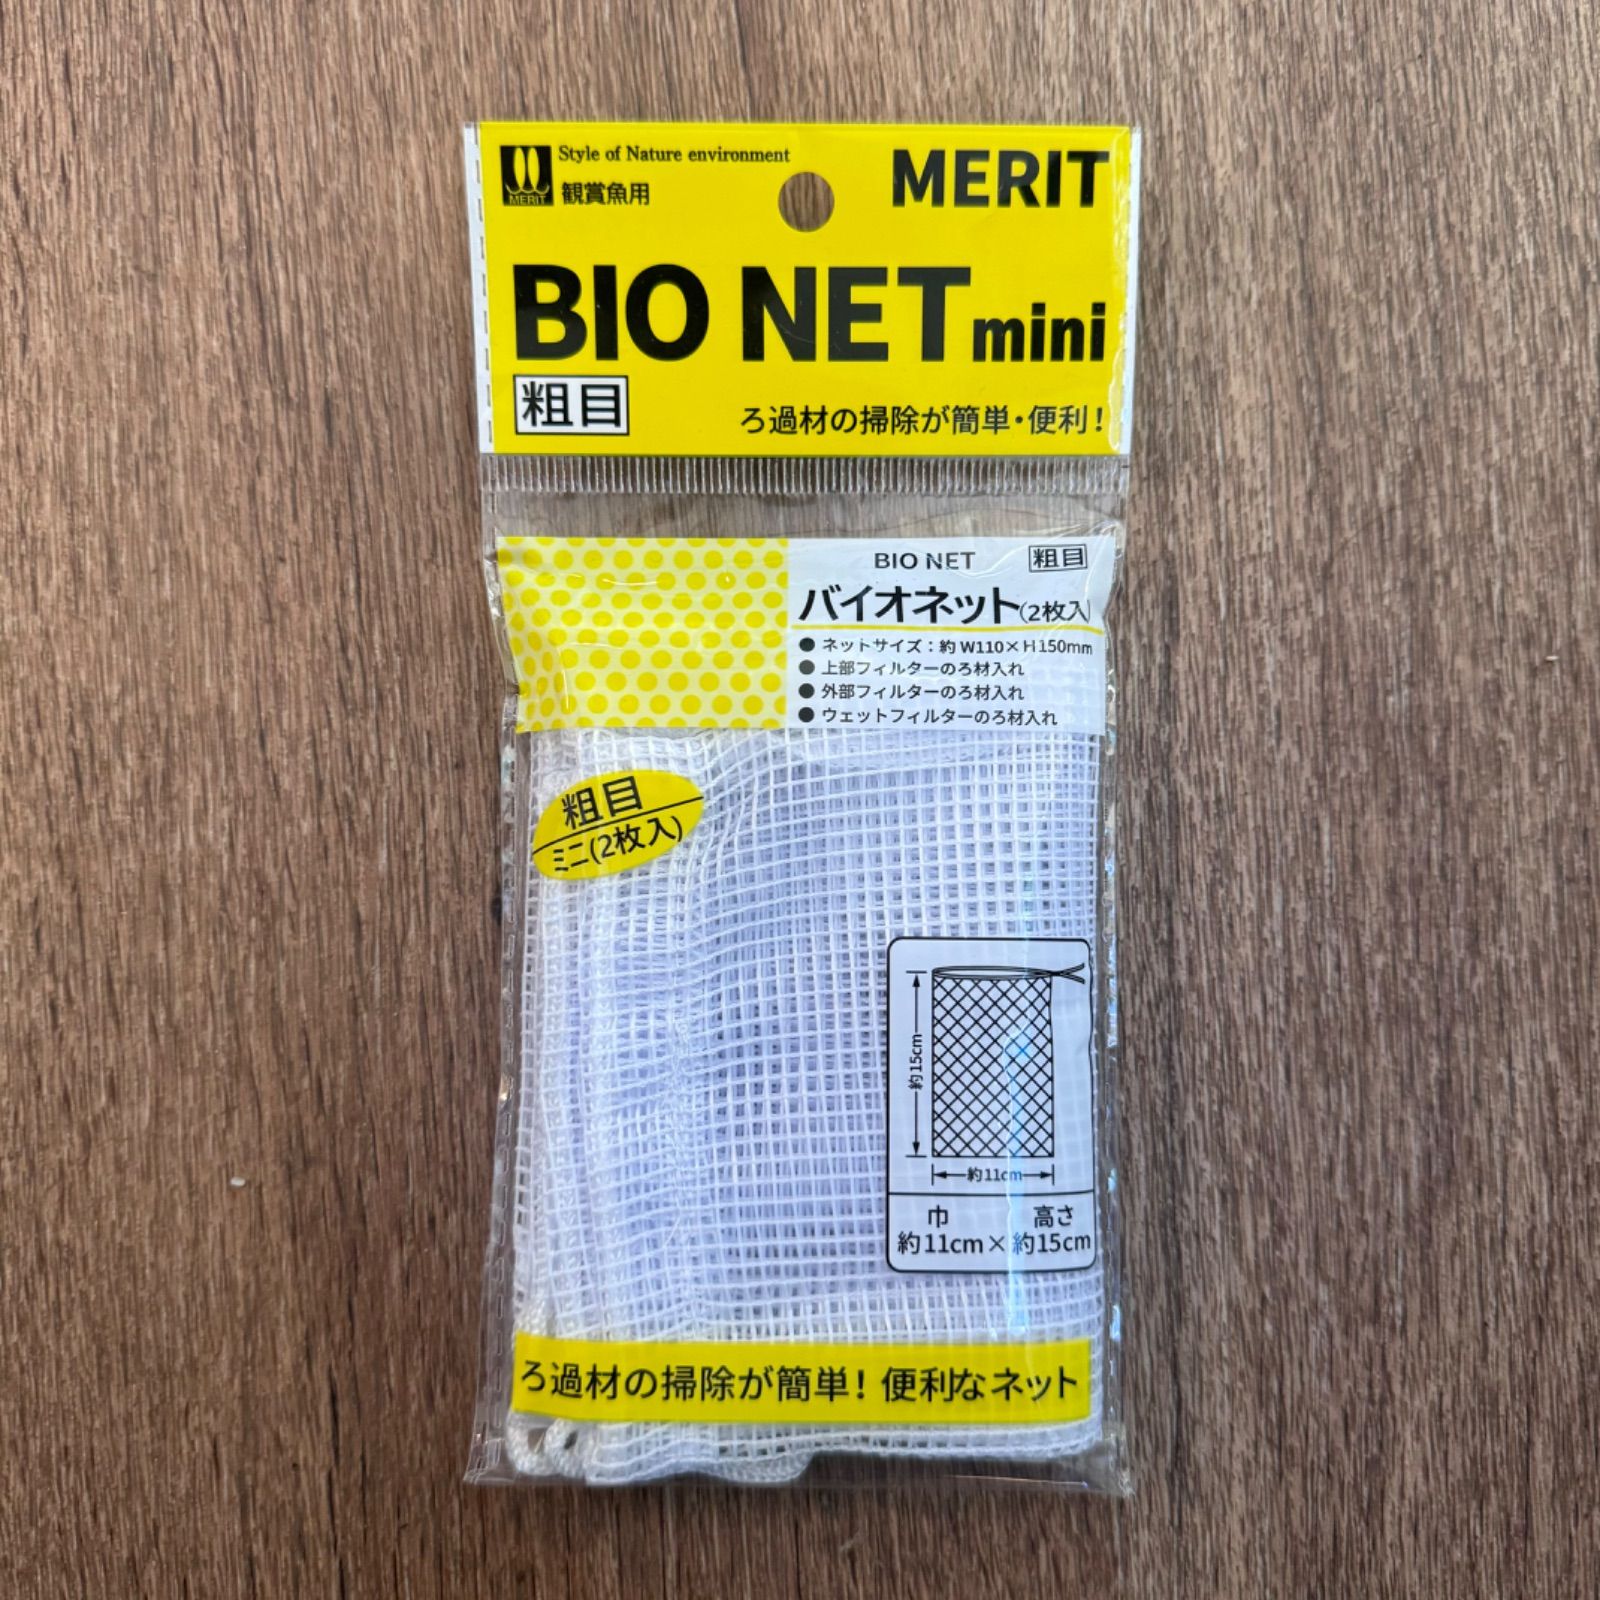 Style of Nature environment
MERIT
観賞魚用
MERIT
BIO NET mini
粗目
ろ過材の掃除が簡単・便利！
BIO NET 粗目
バイオネット(2枚入)
● ネットサイズ：約 W110×H150mm
● 上部フィルターのろ材入れ
● 外部フィルターのろ材入れ
● ウェットフィルターのろ材入れ
粗目
ミニ(2枚入)
約15cm
約11cm
巾 高さ
約11cm×約15cm
ろ過材の掃除が簡単！便利なネット